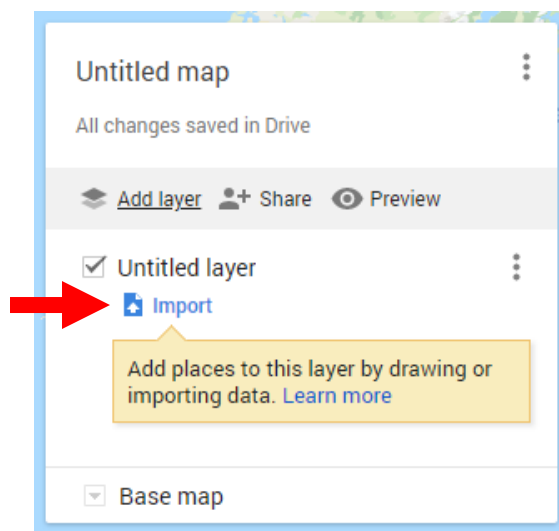 Untitled map
All changes saved in Drive
Add layer Share Preview
Untitled layer
Import
Add places to this layer by drawing or
importing data. Learn more
Base map